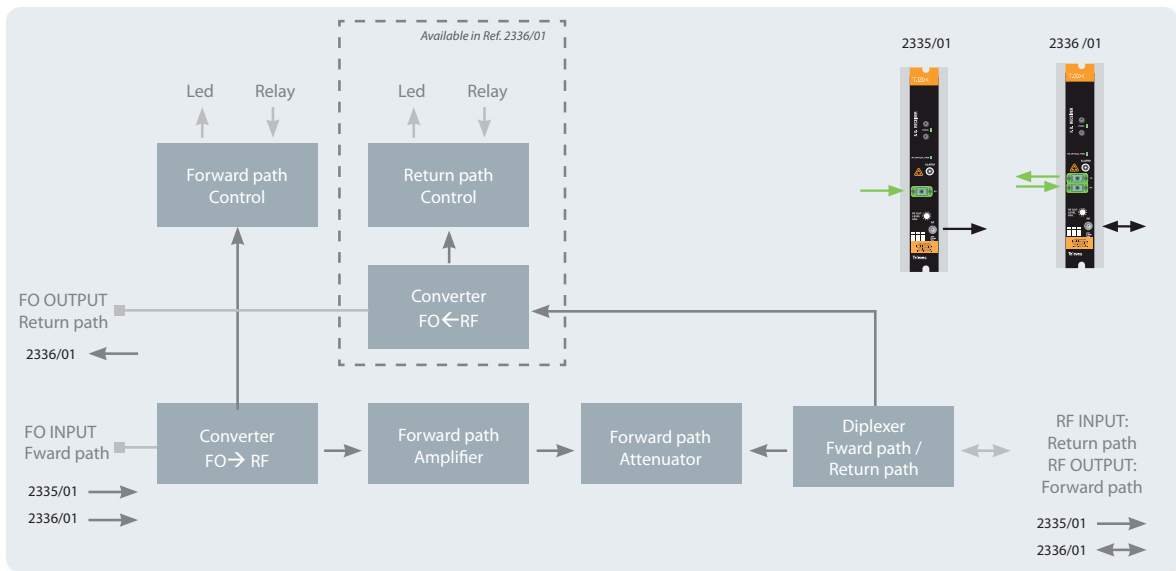 Available in Ref. 2336/01
2335/01
2336 /01
Led
Relay
Led
Relay
Forward path
Control
Return path
Control
FO OUTPUT
Return path
2336/01
Converter
FO←RF
FO INPUT
Fward path
2335/01
2336/01
Converter
FO→ RF
Forward path
Amplifier
Forward path
Attenuator
Diplexer
Fward path /
Return path
RF INPUT:
Return path
RF OUTPUT:
Forward path
2335/01
2336/01
Televes
Televes